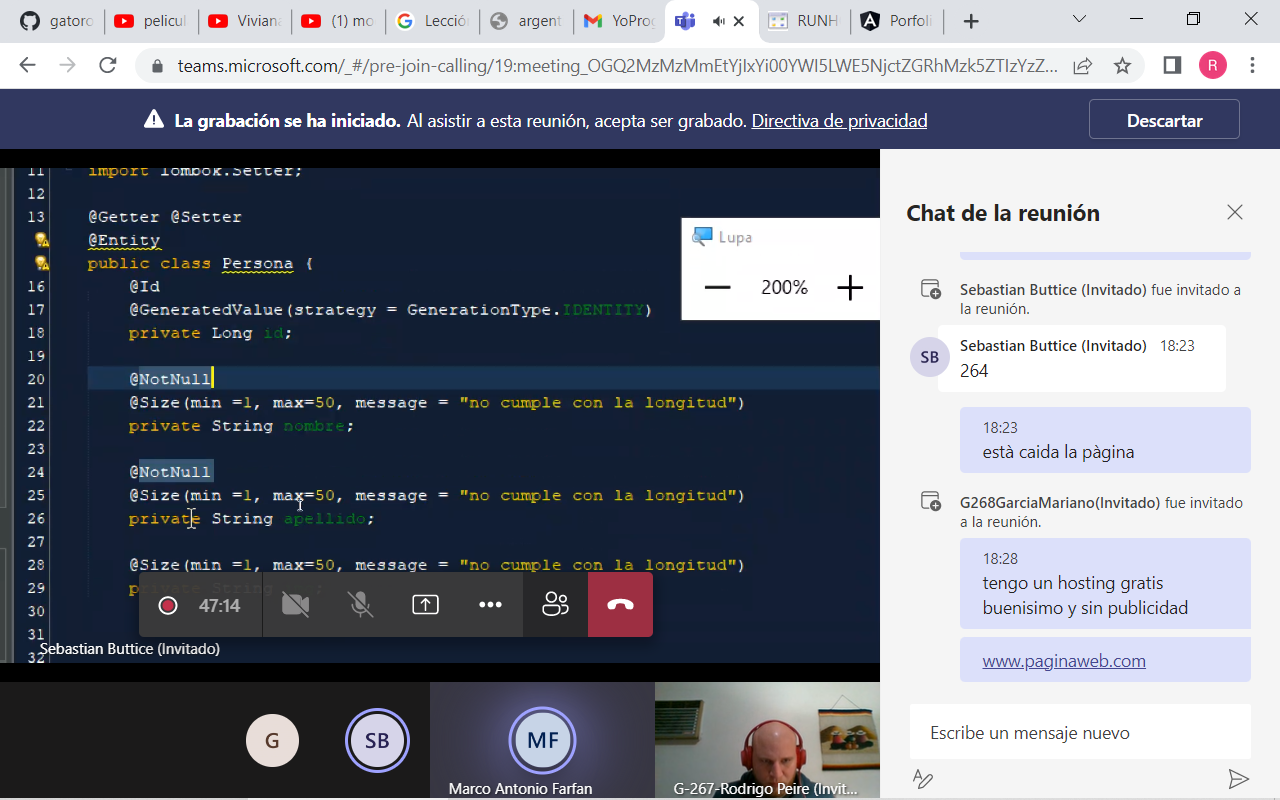 gatoro
pelicul
Viviana
(1) mo
Lecció
argent
YoProg
RUNH
Porfoli
teams.microsoft.com/_#/pre-join-calling/19:meeting_OGQ2MzMzMmEtYjIxYi00YWI5LWE5NjctZGRhMzk5ZTIzYzZ...
R
La grabación se ha iniciado. Al asistir a esta reunión, acepta ser grabado. Directiva de privacidad
Descartar
11 import lombok.Setter;
12
13 @Getter @Setter
@Entity
public class Persona {
16 @Id
17 @GeneratedValue(strategy = GenerationType.IDENTITY)
18 private Long id;
19
20 @NotNull
21 @Size(min =1, max=50, message = "no cumple con la longitud")
22 private String nombre;
23
24 @NotNull
25 @Size(min =1, max=50, message = "no cumple con la longitud")
26 private String apellido;
27
28 @Size(min =1, max=50, message = "no cumple con la longitud")
29
30
31
32
Lupa
200%
47:14
Sebastian Buttice (Invitado)
G
SB
MF
Marco Antonio Farfan
G-267-Rodrigo Peire (Invit...
Chat de la reunión
Sebastian Buttice (Invitado) fue invitado a
la reunión.
SB
Sebastian Buttice (Invitado) 18:23
264
18:23
està caida la pàgina
G268GarciaMariano(Invitado) fue invitado
a la reunión.
18:28
tengo un hosting gratis
buenisimo y sin publicidad
www.paginaweb.com
Escribe un mensaje nuevo